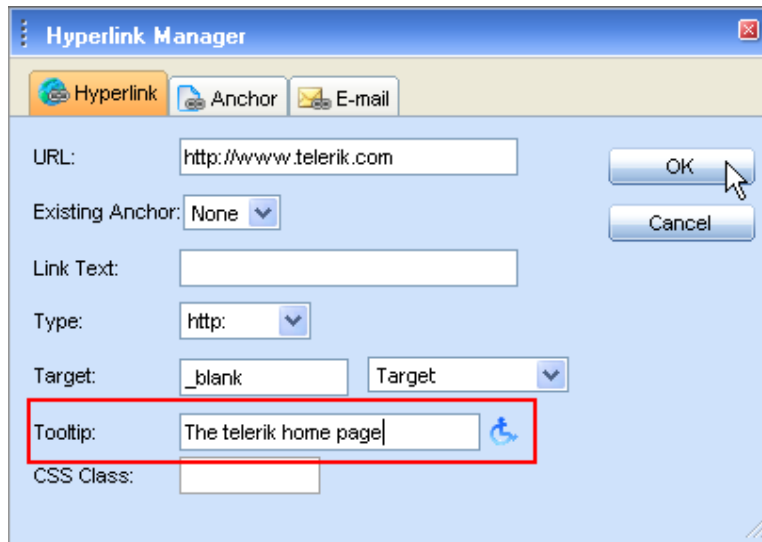 Hyperlink Manager
Hyperlink Anchor E-mail
URL: http://www.telerik.com OK
Existing Anchor: None Cancel
Link Text:
Type: http:
Target: _blank Target
Tooltip: The telerik home page
CSS Class: